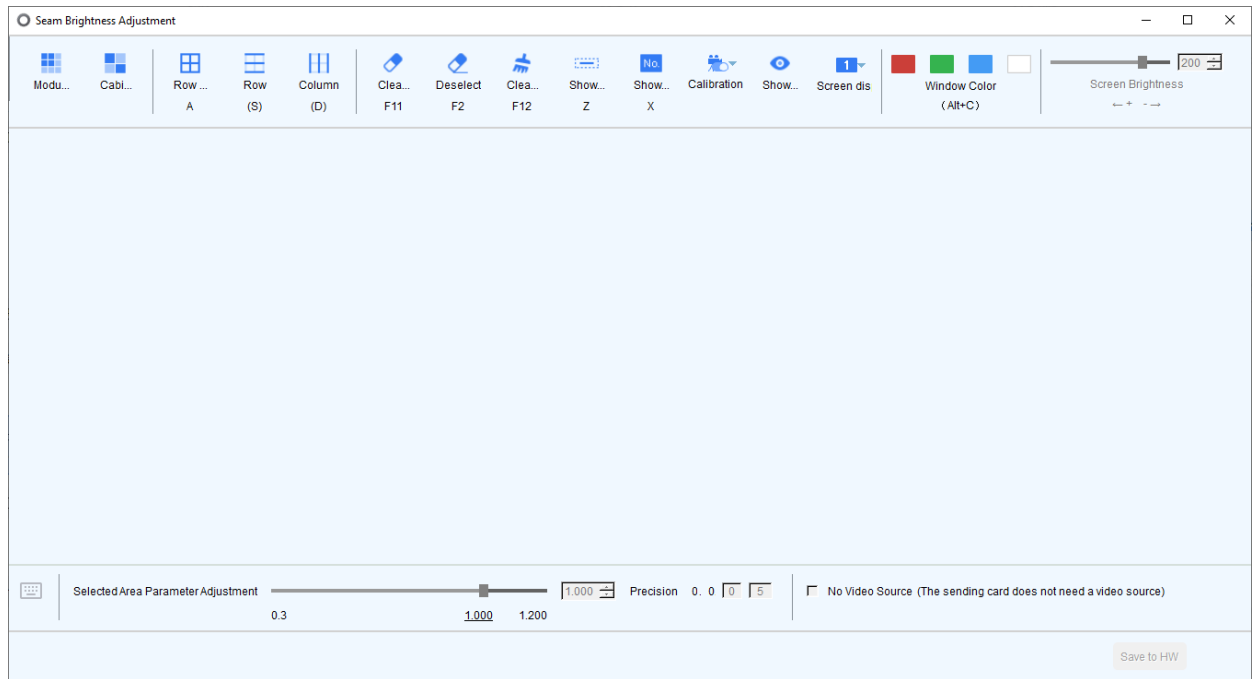 Seam Brightness Adjustment
Modu... Cabi... Row ... Row Column Clea... Deselect Clea... Show... No. Show... Calibration Show... 1 Screen dis Window Color 200 Screen Brightness
A (S) (D) F11 F2 F12 Z X (Alt+C) ←+ -→
Selected Area Parameter Adjustment 1.000 Precision 0. 0 0 5 No Video Source (The sending card does not need a video source)
0.3 1.000 1.200
Save to HW